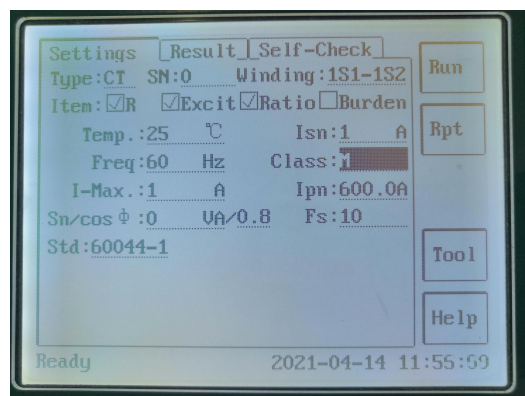 Settings Result Self-Check
Run
Type:CT SN:0 Winding:1S1-1S2
Item: ☑R ☑Excit ☑Ratio ☐Burden
Rpt
Temp.:25 ℃ Isn:1 A
Freq:60 Hz Class:
I-Max.:1 A Ipn:600.0A
Sn/cosΦ:0 VA/0.8 Fs:10
Std:60044-1
Tool
Help
Ready 2021-04-14 11:56:59